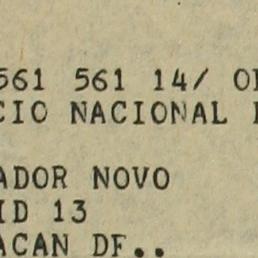 561 561 14/ O
CIO NACIONAL
ADOR NOVO
ID 13
ACAN DF..